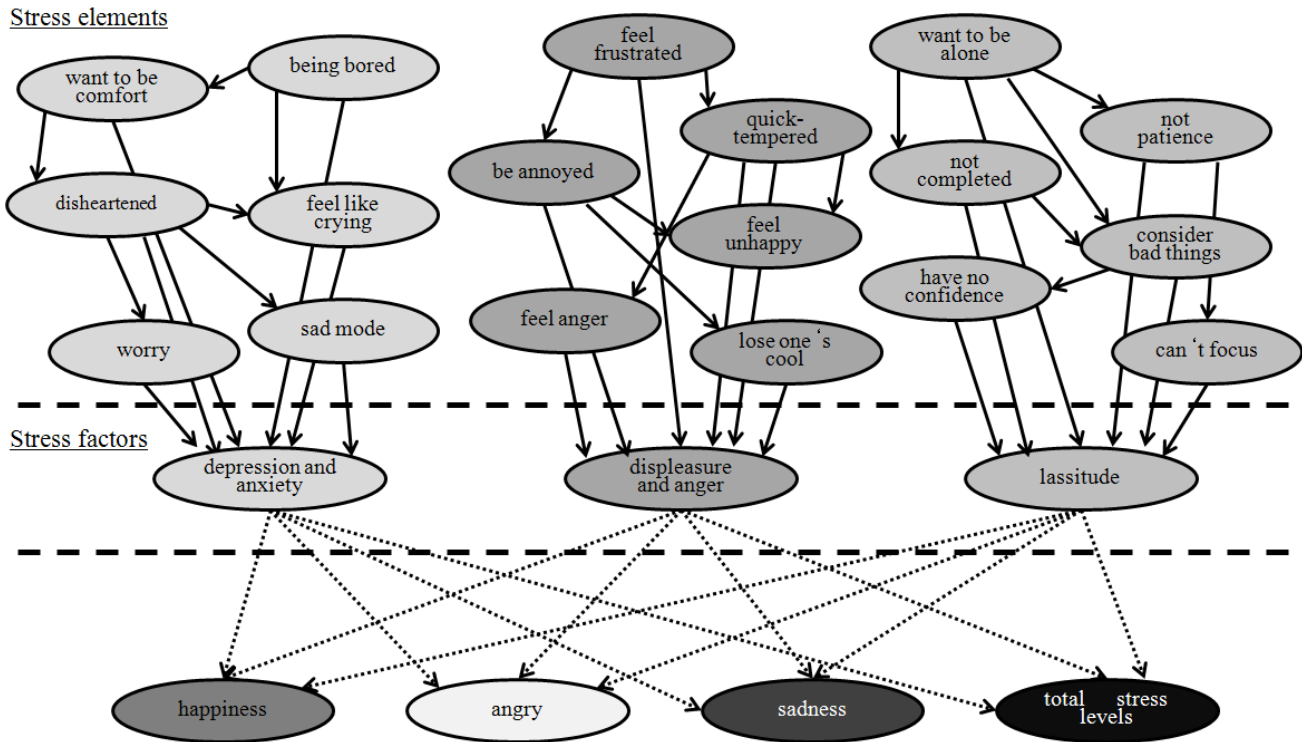 Stress elements
want to be
comfort
being bored
disheartened
feel like
crying
worry
sad mode
feel
frustrated
quick-
tempered
be annoyed
feel
unhappy
feel anger
lose one‘s
cool
want to be
alone
not
patience
not
completed
consider
bad things
have no
confidence
can‘t focus
Stress factors
depression and
anxiety
displeasure
and anger
lassitude
happiness
angry
sadness
total stress
levels